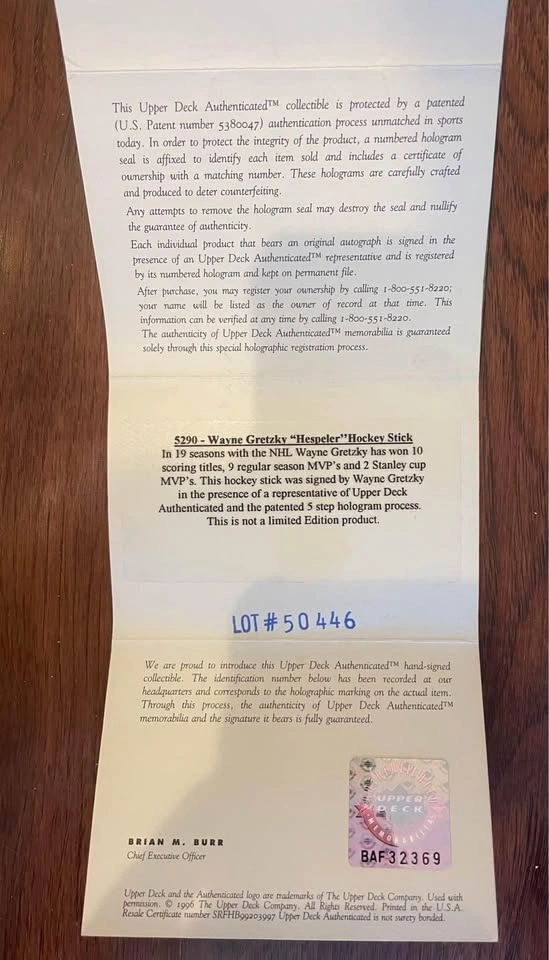 This Upper Deck Authenticated™ collectible is protected by a patented
(U.S. Patent number 5380047) authentication process unmatched in sports
today. In order to protect the integrity of the product, a numbered hologram
seal is affixed to identify each item sold and includes a certificate of
ownership with a matching number. These holograms are carefully crafted
and produced to deter counterfeiting.
Any attempts to remove the hologram seal may destroy the seal and nullify
the guarantee of authenticity.
Each individual product that bears an original autograph is signed in the
presence of an Upper Deck Authenticated™ representative and is registered
by its numbered hologram and kept on permanent file.
After purchase, you may register your ownership by calling 1-800-551-8220;
your name will be listed as the owner of record at that time. This
information can be verified at any time by calling 1-800-551-8220.
The authenticity of Upper Deck Authenticated™ memorabilia is guaranteed
solely through this special holographic registration process.
5290 - Wayne Gretzky "Hespeler"Hockey Stick
In 19 seasons with the NHL Wayne Gretzky has won 10
scoring titles, 9 regular season MVP's and 2 Stanley cup
MVP's. This hockey stick was signed by Wayne Gretzky
in the presence of a representative of Upper Deck
Authenticated and the patented 5 step hologram process.
This is not a limited Edition product.
LOT # 50446
We are proud to introduce this Upper Deck Authenticated™ hand-signed
collectible. The identification number below has been recorded at our
headquarters and corresponds to the holographic marking on the actual item.
Through this process, the authenticity of Upper Deck Authenticated™
memorabilia and the signature it bears is fully guaranteed.
UPPER
DECK
MEMORABILIA
BAF32369
BRIAN M. BURR
Chief Executive Officer
Upper Deck and the Authenticated logo are trademarks of The Upper Deck Company. Used with
permission. © 1996 The Upper Deck Company. All Rights Reserved. Printed in the U.S.A.
Resale Certificate number SRFHB99203997 Upper Deck Authenticated is not surety bonded.